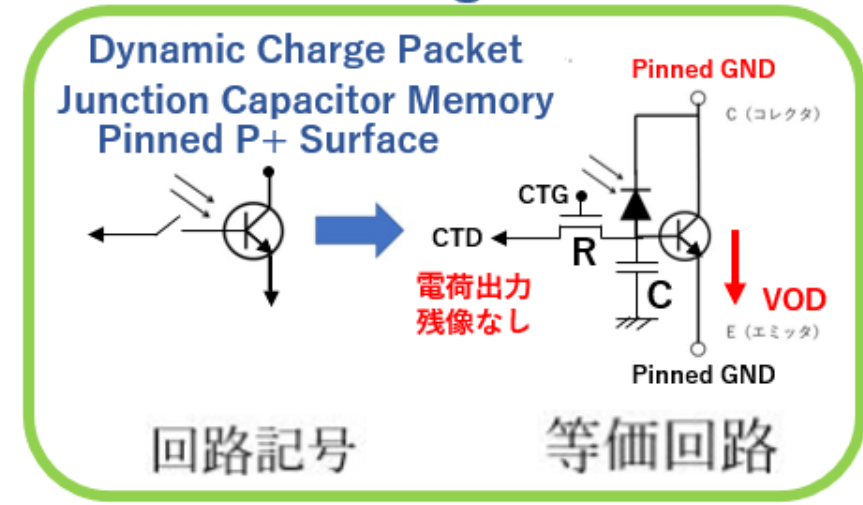 Dynamic Charge Packet
Junction Capacitor Memory
Pinned P+ Surface
Pinned GND
C (コレクタ)
CTG
CTD
R
電荷出力
残像なし
C
VOD
E (エミッタ)
Pinned GND
回路記号
等価回路